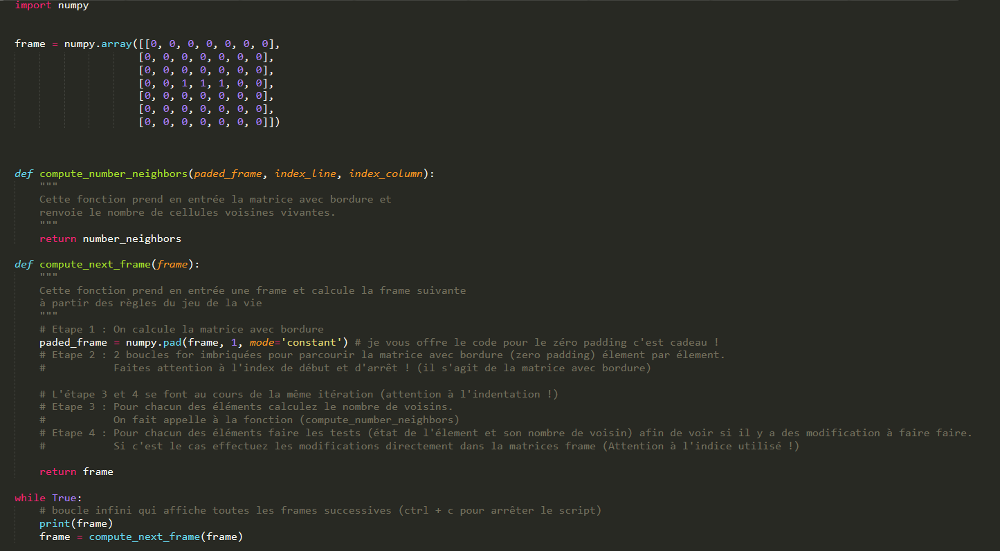 import numpy
frame = numpy.array([[0, 0, 0, 0, 0, 0, 0],
[0, 0, 0, 0, 0, 0, 0],
[0, 0, 0, 0, 0, 0, 0],
[0, 0, 1, 1, 1, 0, 0],
[0, 0, 0, 0, 0, 0, 0],
[0, 0, 0, 0, 0, 0, 0],
[0, 0, 0, 0, 0, 0, 0]])
def compute_number_neighbors(paded_frame, index_line, index_column):
"""
Cette fonction prend en entrée la matrice avec bordure et
renvoie le nombre de cellules voisines vivantes.
"""
return number_neighbors
def compute_next_frame(frame):
"""
Cette fonction prend en entrée une frame et calcule la frame suivante
à partir des règles du jeu de la vie
"""
# Etape 1 : On calcule la matrice avec bordure
paded_frame = numpy.pad(frame, 1, mode='constant') # je vous offre le code pour le zéro padding c'est cadeau !
# Etape 2 : 2 boucles for imbriquées pour parcourir la matrice avec bordure (zero padding) élement par élement.
# Faites attention à l'index de début et d'arrêt ! (il s'agit de la matrice avec bordure)
# L'étape 3 et 4 se font au cours de la même itération (attention à l'indentation !)
# Etape 3 : Pour chacun des éléments calculez le nombre de voisins.
# On fait appelle à la fonction (compute_number_neighbors)
# Etape 4 : Pour chacun des éléments faire les tests (état de l'élement et son nombre de voisin) afin de voir si il y a des modification à faire faire.
# Si c'est le cas effectuez les modifications directement dans la matrices frame (Attention à l'indice utilisé !)
return frame
while True:
# boucle infini qui affiche toutes les frames successives (ctrl + c pour arrêter le script)
print(frame)
frame = compute_next_frame(frame)